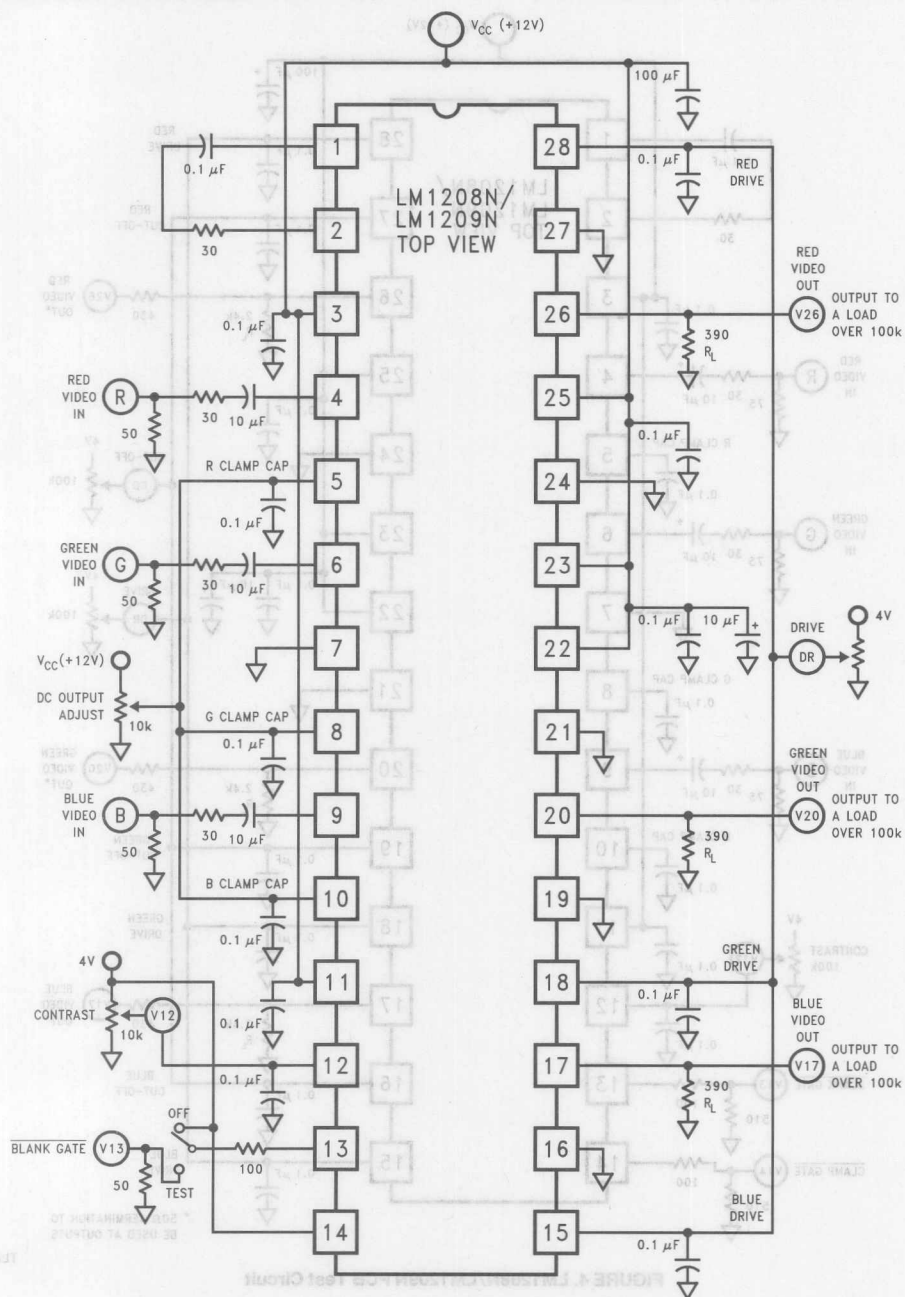 VCC (+12V)
100 μF
0.1 μF
1
28
0.1 μF
RED
DRIVE
LM1208N/
LM1209N
TOP VIEW
30
2
27
RED
VIDEO
OUT
0.1 μF
3
26
V26
OUTPUT TO
A LOAD
OVER 100k
390
RL
RED
VIDEO
IN
R
30
10 μF
4
25
50
0.1 μF
R CLAMP CAP
5
24
0.1 μF
GREEN
VIDEO
IN
G
30
10 μF
6
23
50
0.1 μF
10 μF
+
DRIVE
4V
VCC(+12V)
7
22
DR
DC OUTPUT
ADJUST
10k
G CLAMP CAP
0.1 μF
8
21
GREEN
VIDEO
OUT
BLUE
VIDEO
IN
B
30
10 μF
9
20
V20
OUTPUT TO
A LOAD
OVER 100k
50
390
RL
B CLAMP CAP
10
19
0.1 μF
4V
GREEN
DRIVE
11
18
CONTRAST
V12
10k
0.1 μF
0.1 μF
BLUE
VIDEO
OUT
12
17
V17
OUTPUT TO
A LOAD
OVER 100k
0.1 μF
390
RL
OFF
BLANK GATE
V13
100
13
16
50
TEST
BLUE
DRIVE
14
15
0.1 μF